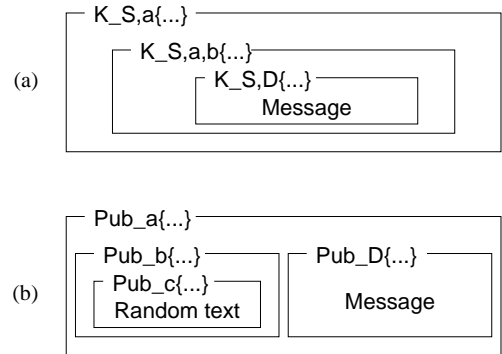 K_S,a{...}
K_S,a,b{...}
K_S,D{...}
Message
(a)
Pub_a{...}
Pub_b{...} Pub_D{...}
Pub_c{...}
Random text Message
(b)